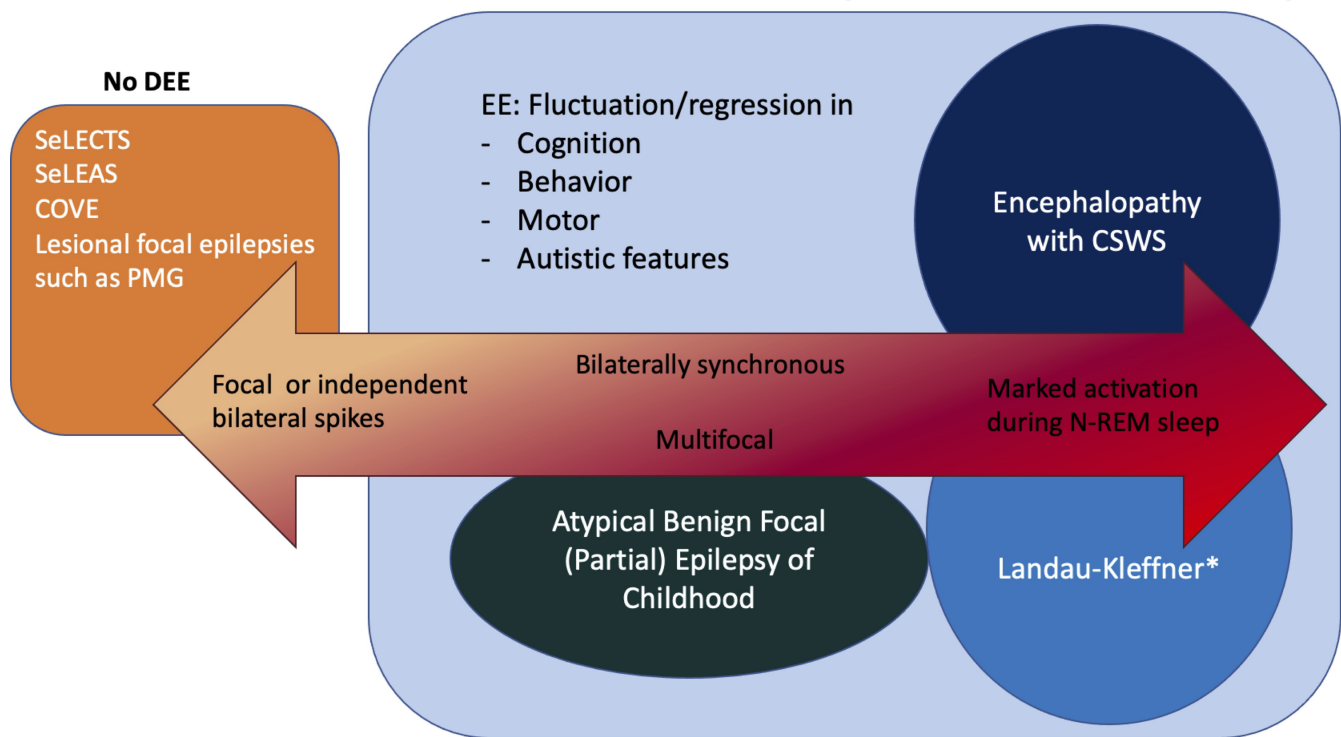 No DEE
SeLECTS
SeLEAS
COVE
Lesional focal epilepsies
such as PMG
EE: Fluctuation/regression in
- Cognition
- Behavior
- Motor
- Autistic features
Encephalopathy
with CSWS
Focal or independent
bilateral spikes
Bilaterally synchronous
Multifocal
Marked activation
during N-REM sleep
Atypical Benign Focal
(Partial) Epilepsy of
Childhood
Landau-Kleffner*